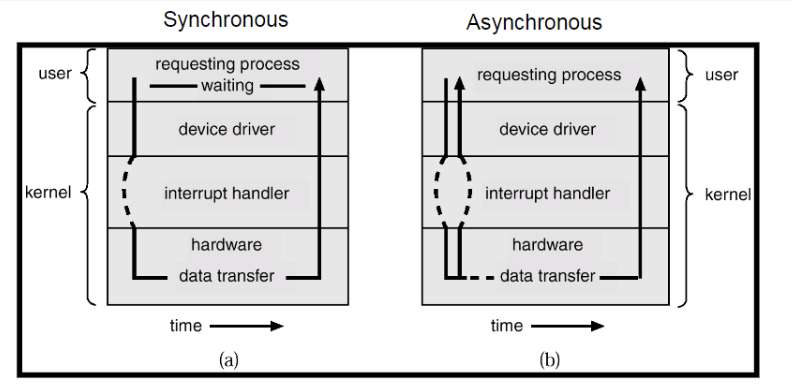 Synchronous
Asynchronous
user
requesting process
waiting
device driver
kernel
interrupt handler
hardware
data transfer
time
(a)
requesting process
user
device driver
interrupt handler
kernel
hardware
data transfer
time
(b)